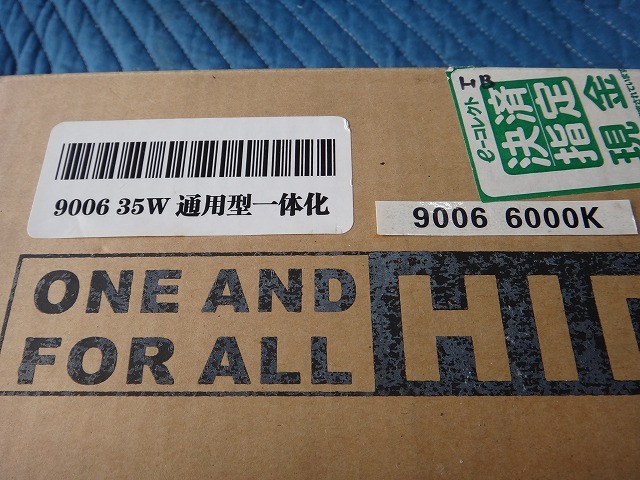 HB
e-コレクト
決済
指定
現金
9006 35W 通用型一体化
9006 6000K
ONE AND
FOR ALL
HID